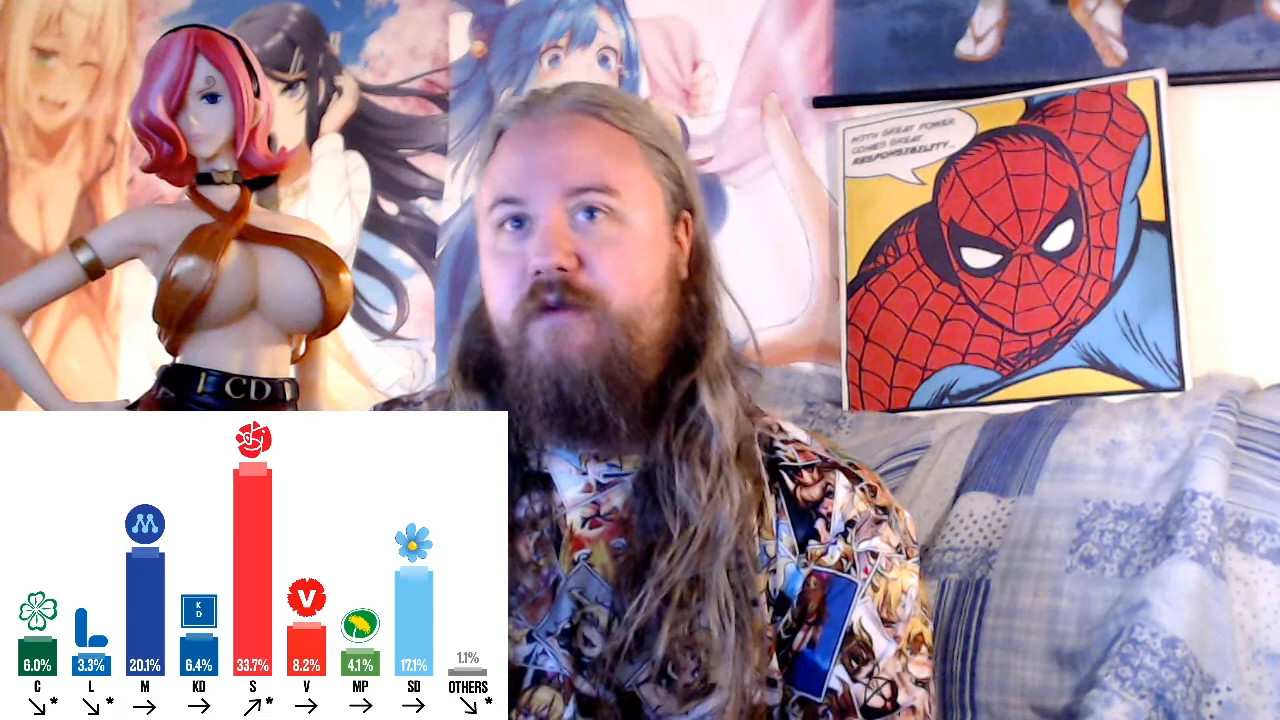 WITH GREAT POWER
COMES GREAT
RESPONSIBILITY...
CD
M
K
D
V
6.0%
3.3%
20.1%
6.4%
33.7%
8.2%
4.1%
17.1%
1.1%
C
L
M
KD
S
V
MP
SD
OTHERS
* * * *